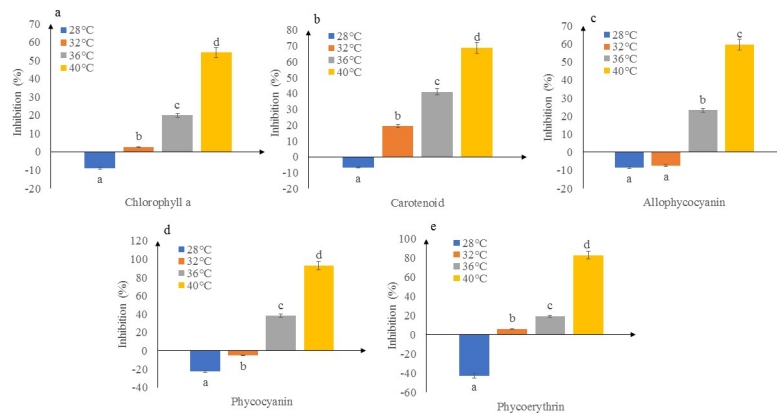 a
70
60
50
40
30
20
10
0
-10
-20
Inhibition (%)
28℃
32℃
36℃
40℃
a
b
c
d
Chlorophyll a
b
80
70
60
50
40
30
20
10
0
-10
-20
Inhibition (%)
28℃
32℃
36℃
40℃
a
b
c
d
Carotenoid
c
70
60
50
40
30
20
10
0
-10
-20
Inhibition (%)
28℃
32℃
36℃
40℃
a
a
b
c
Allophycocyanin
d
120
100
80
60
40
20
0
-20
-40
Inhibition (%)
28℃
32℃
36℃
40℃
a
b
c
d
Phycocyanin
e
100
80
60
40
20
0
-20
-40
-60
Inhibition (%)
28℃
32℃
36℃
40℃
a
b
c
d
Phycoerythrin